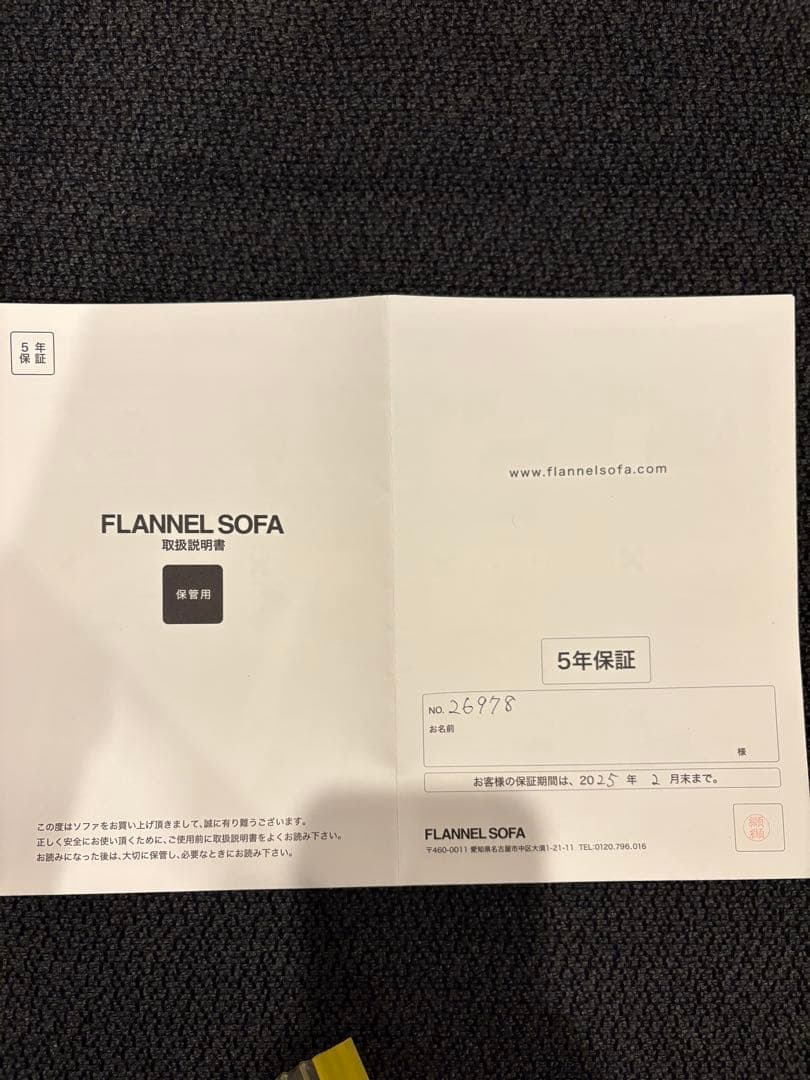 5年
保証
FLANNEL SOFA
取扱説明書
保管用
この度はソファをお買い上げ頂きまして、誠に有り難うございます。
正しく安全にお使い頂くために、ご使用前に取扱説明書をよくお読み下さい。
お読みになった後は、大切に保管し、必要なときにお読み下さい。
www.flannelsofa.com
5年保証
NO. 26978
お名前
様
お客様の保証期間は、2025年 2月末まで。
FLANNEL SOFA
〒460-0011 愛知県名古屋市中区大須1-21-11 TEL:0120.796.016